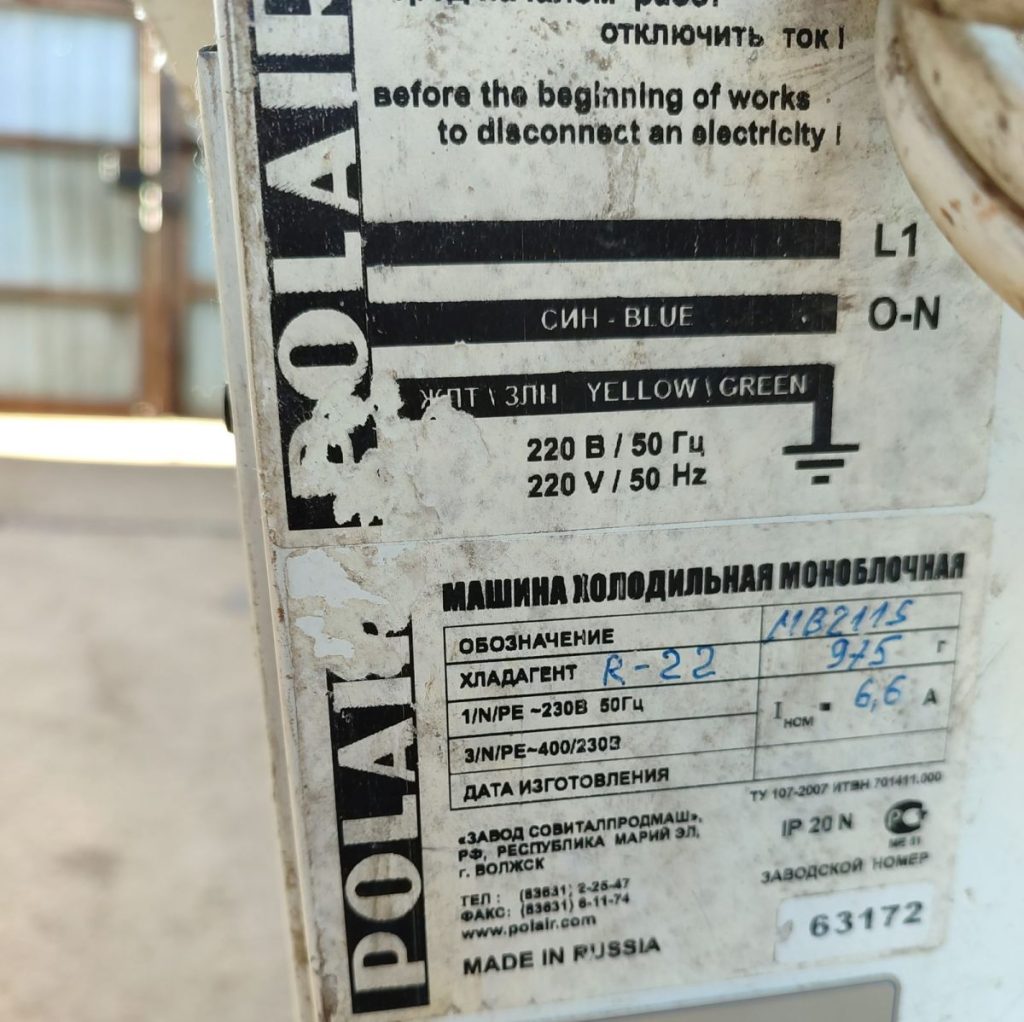 POLAIR
отключить ток!
Before the beginning of works
to disconnect an electricity !
L1
СИН - BLUE
O-N
ЖЛТ \ ЗЛН YELLOW \ GREEN
220 В / 50 Гц
220 V / 50 Hz
POLAIR
МАШИНА ХОЛОДИЛЬНАЯ МОНОБЛОЧНАЯ
ОБОЗНАЧЕНИЕ МВ211S
ХЛАДАГЕНТ R-22 975 г
1/N/PE ~230В 50Гц Iном = 6,6 А
3/N/PE~400/230В
ДАТА ИЗГОТОВЛЕНИЯ
ТУ 107-2007 ИТВН 701411.000
«ЗАВОД СОВИТАЛПРОДМАШ»,
РФ, РЕСПУБЛИКА МАРИЙ ЭЛ,
г. ВОЛЖСК
IP 20 N
ЗАВОДСКОЙ НОМЕР
ТЕЛ : (83631) 2-25-47
ФАКС: (83631) 6-11-74
www.polair.com
63172
MADE IN RUSSIA